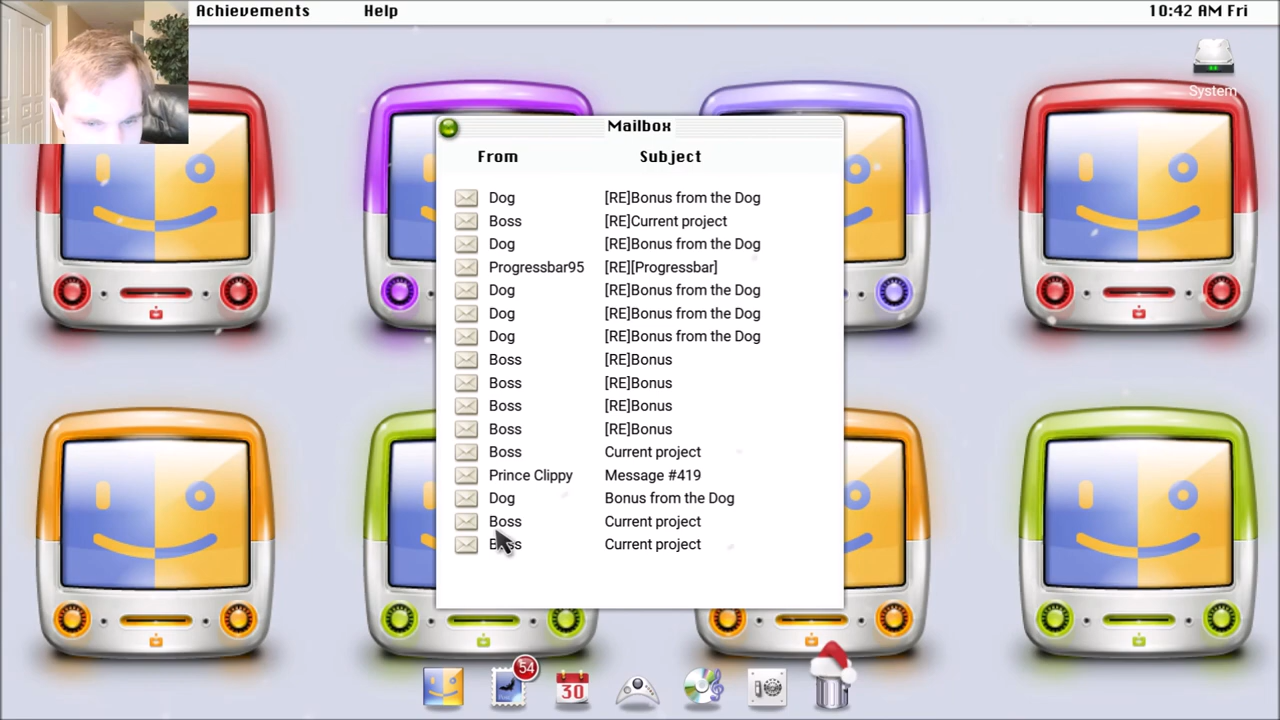 Achievements Help 10:42 AM Fri
System
Mailbox
From Subject
Dog [RE]Bonus from the Dog
Boss [RE]Current project
Dog [RE]Bonus from the Dog
Progressbar95 [RE][Progressbar]
Dog [RE]Bonus from the Dog
Dog [RE]Bonus from the Dog
Dog [RE]Bonus from the Dog
Boss [RE]Bonus
Boss [RE]Bonus
Boss [RE]Bonus
Boss [RE]Bonus
Boss Current project
Prince Clippy Message #419
Dog Bonus from the Dog
Boss Current project
Boss Current project
54
30